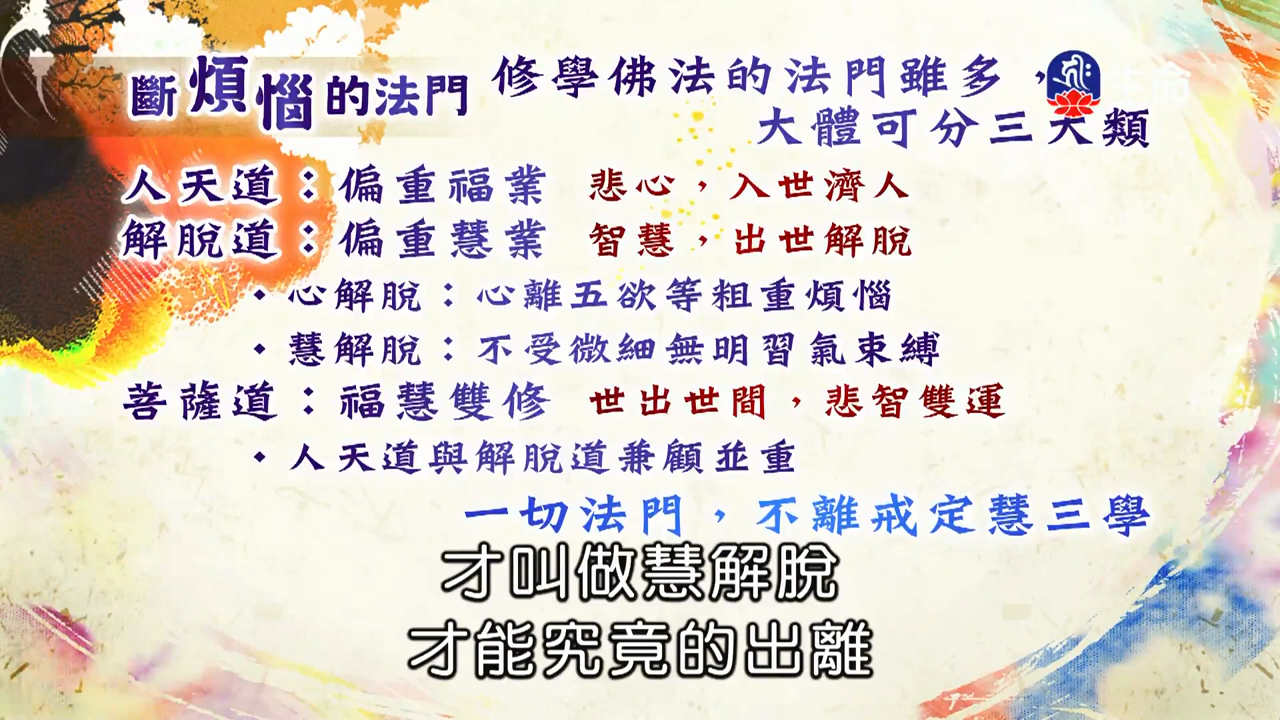 斷煩惱的法門
修學佛法的法門雖多，
大體可分三大類
生命
人天道：偏重福業 悲心，入世濟人
解脫道：偏重慧業 智慧，出世解脫
・心解脫：心離五欲等粗重煩惱
・慧解脫：不受微細無明習氣束縛
菩薩道：福慧雙修 世出世間，悲智雙運
・人天道與解脫道兼顧並重
一切法門，不離戒定慧三學
才叫做慧解脫
才能究竟的出離